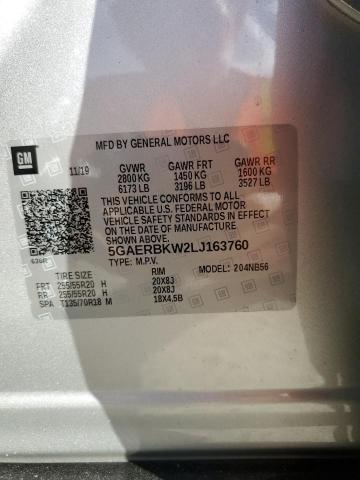 GM
MFD BY GENERAL MOTORS LLC
11/19 GVWR GAWR FRT GAWR RR
2800 KG 1450 KG 1600 KG
6173 LB 3196 LB 3527 LB
THIS VEHICLE CONFORMS TO ALL
APPLICABLE U.S. FEDERAL MOTOR
VEHICLE SAFETY STANDARDS IN EFFECT
ON THE DATE OF MANUFACTURE
SHOWN ABOVE.
5GAERBKW2LJ163760
TYPE: M.P.V.
TIRE SIZE RIM MODEL: 204NB56
FRT 255/55R20 H 20X8J
RR 255/55R20 H 20X8J
SPA T135/70R18 M 18X4.5B